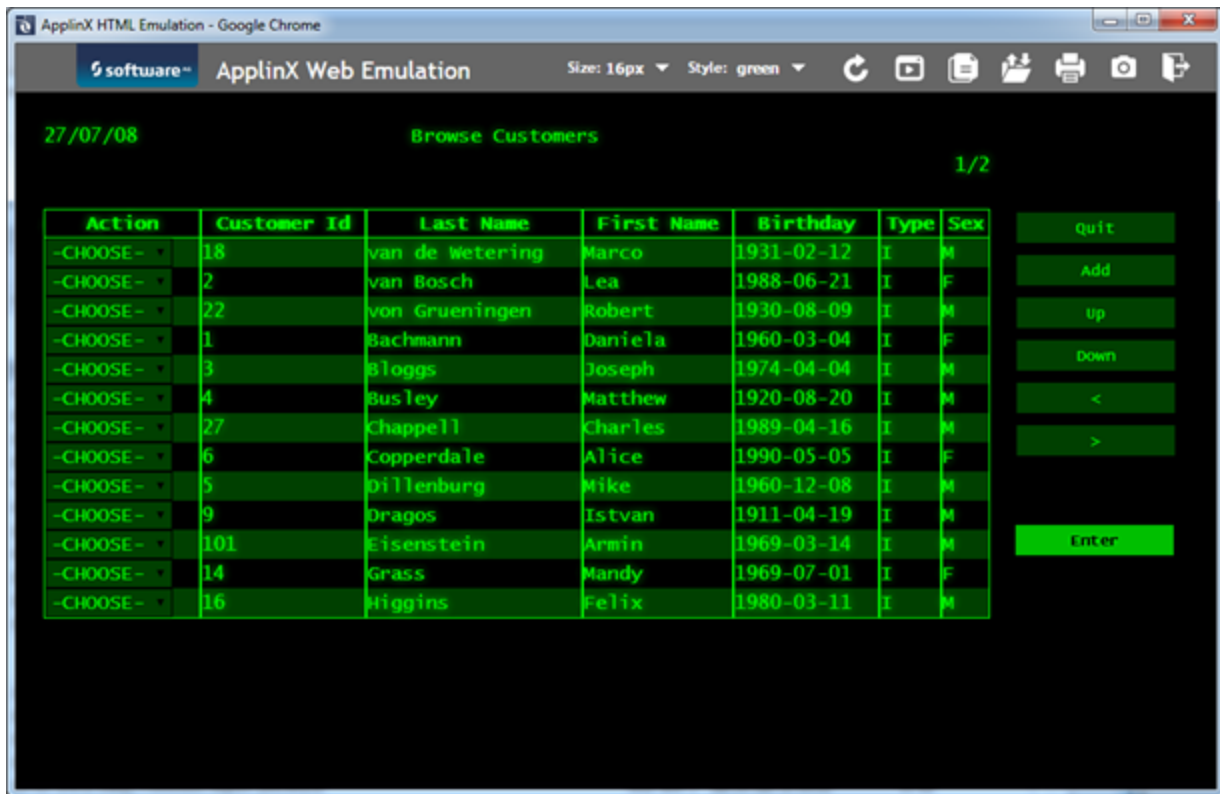 ApplinX HTML Emulation - Google Chrome
software AG ApplinX Web Emulation Size: 16px Style: green
27/07/08 Browse Customers
1/2
Action Customer Id Last Name First Name Birthday Type Sex
-CHOOSE- 18 van de Wetering Marco 1931-02-12 I M
-CHOOSE- 2 van Bosch Lea 1988-06-21 I F
-CHOOSE- 22 von Grueningen Robert 1930-08-09 I M
-CHOOSE- 1 Bachmann Daniela 1960-03-04 I F
-CHOOSE- 3 Bloggs Joseph 1974-04-04 I M
-CHOOSE- 4 Busley Matthew 1920-08-20 I M
-CHOOSE- 27 Chappell Charles 1989-04-16 I M
-CHOOSE- 6 Copperdale Alice 1990-05-05 I F
-CHOOSE- 5 Dillenburg Mike 1960-12-08 I M
-CHOOSE- 9 Dragos Istvan 1911-04-19 I M
-CHOOSE- 101 Eisenstein Armin 1969-03-14 I M
-CHOOSE- 14 Grass Mandy 1969-07-01 I F
-CHOOSE- 16 Higgins Felix 1980-03-11 I M
Quit
Add
Up
Down
<
>
Enter